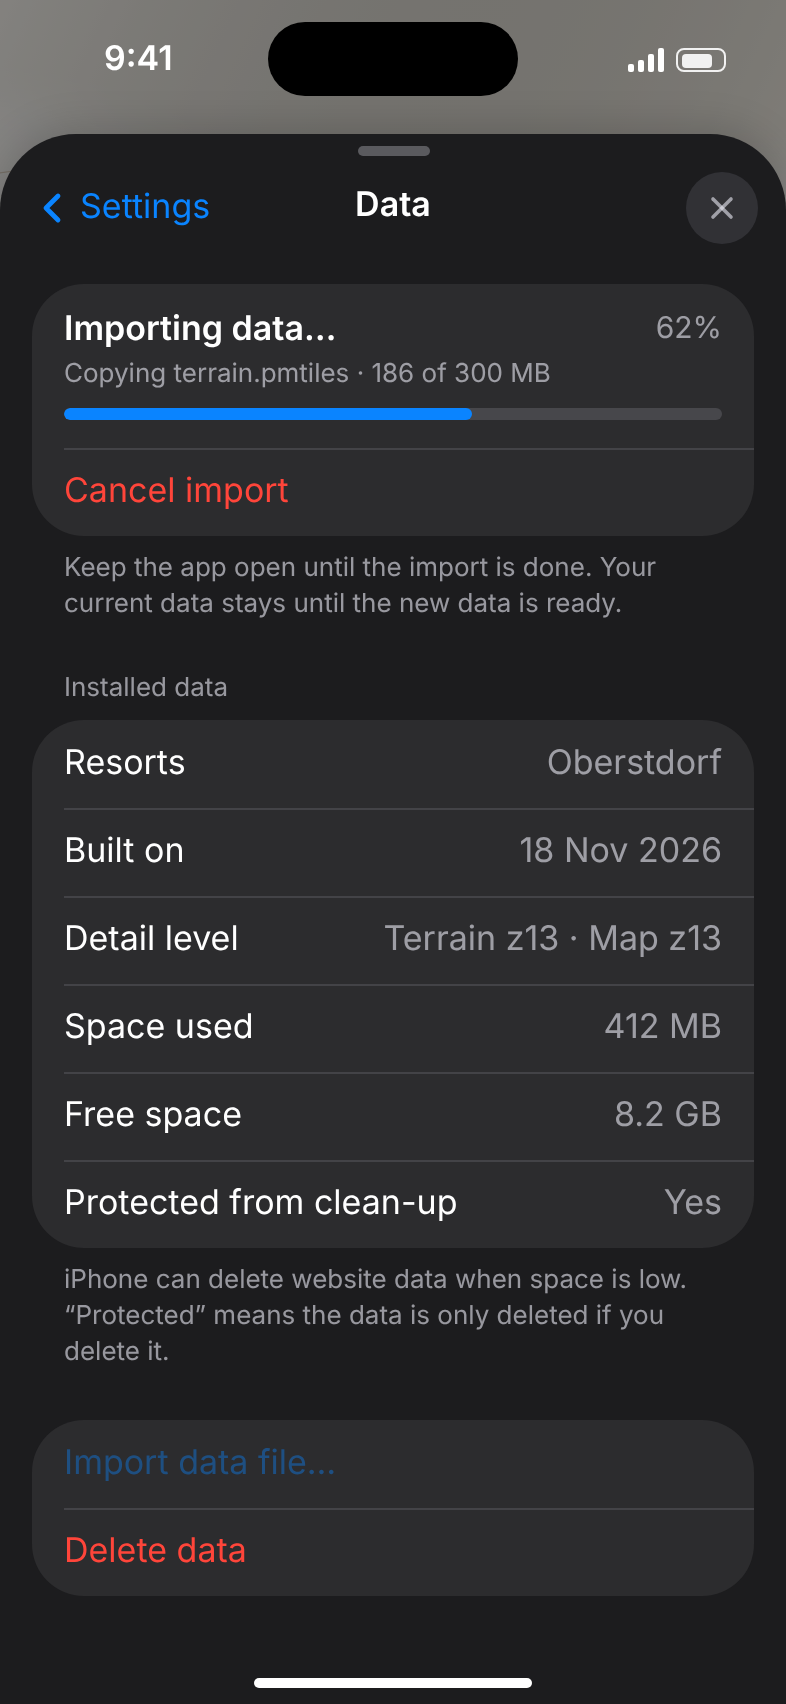 9:41
Settings
Data
Importing data...
62%
Copying terrain.pmtiles · 186 of 300 MB
Cancel import
Keep the app open until the import is done. Your
current data stays until the new data is ready.
Installed data
Resorts
Oberstdorf
Built on
18 Nov 2026
Detail level
Terrain z13 · Map z13
Space used
412 MB
Free space
8.2 GB
Protected from clean-up
Yes
iPhone can delete website data when space is low.
“Protected” means the data is only deleted if you
delete it.
Import data file...
Delete data